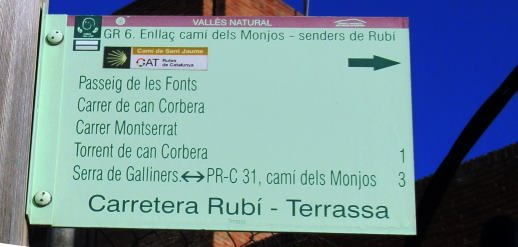 VALLÈS NATURAL
GR 6. Enllaç camí dels Monjos - senders de Rubí
Camí de Sant Jaume
CAT Rutes de Catalunya
Passeig de les Fonts
Carrer de can Corbera
Carrer Montserrat
Torrent de can Corbera 1
Serra de Galliners.↔PR-C 31, camí dels Monjos 3
Carretera Rubí - Terrassa